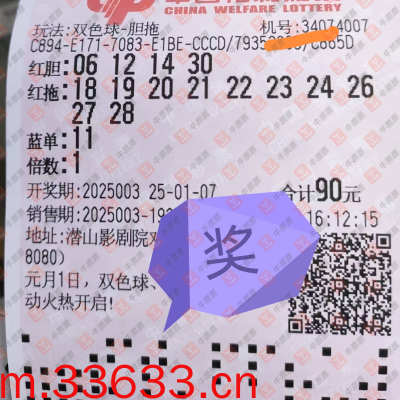 CHINA WELFARE LOTTERY
玩法:双色球-胆拖 机号:34074007
C894-E171-7083-E1BE-CCCD/
红胆:06 12 14 30
红拖:18 19 20 21 22 23 24 26
27 28
蓝单:11
倍数:1
开奖期:2025003 25-01-07 合计90元
销售期:2025003-19 16:12:15
地址:潜山影剧院
8080)
奖
元月1日,双色球、
动火热开启!
m.33633.cn